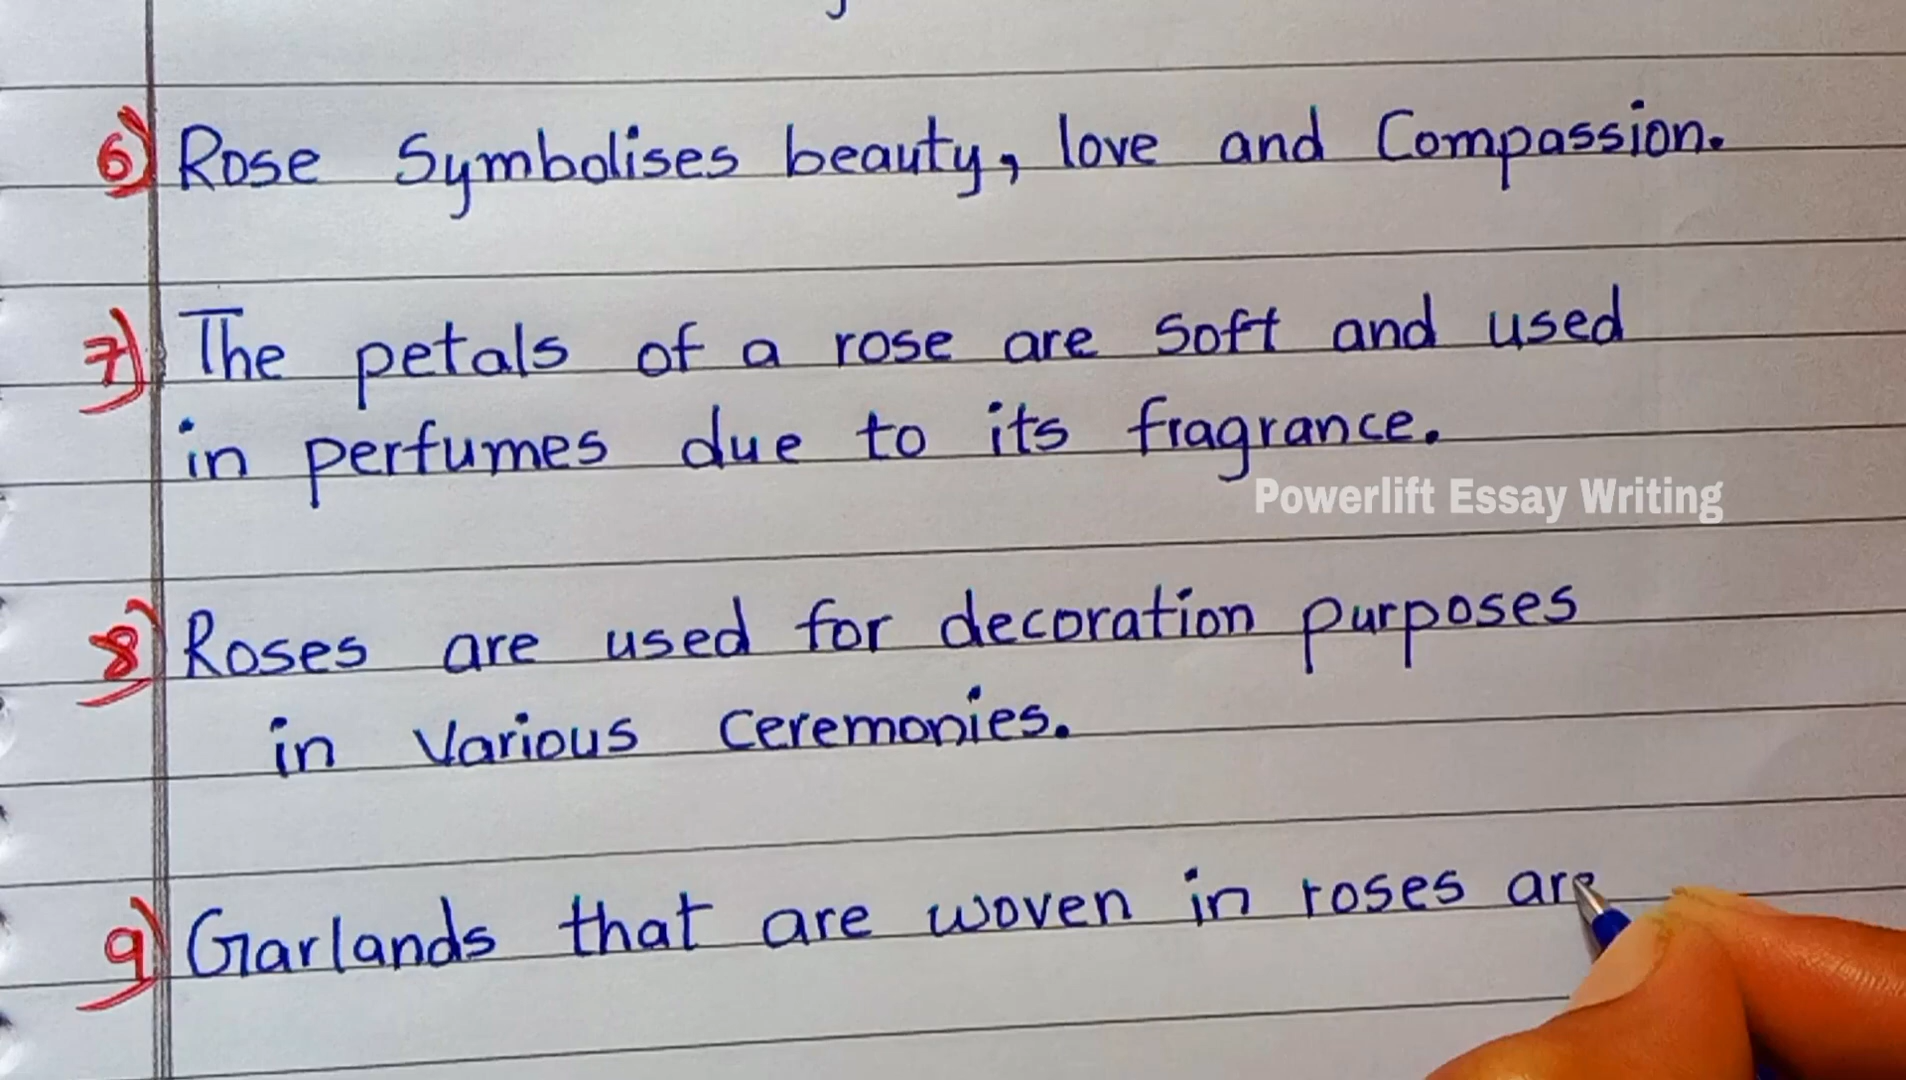 6) Rose Symbolises beauty, love and Compassion.
7) The petals of a rose are Soft and used
in perfumes due to its fragrance.
Powerlift Essay Writing
8) Roses are used for decoration purposes
in Various Ceremonies.
9) Garlands that are woven in roses are